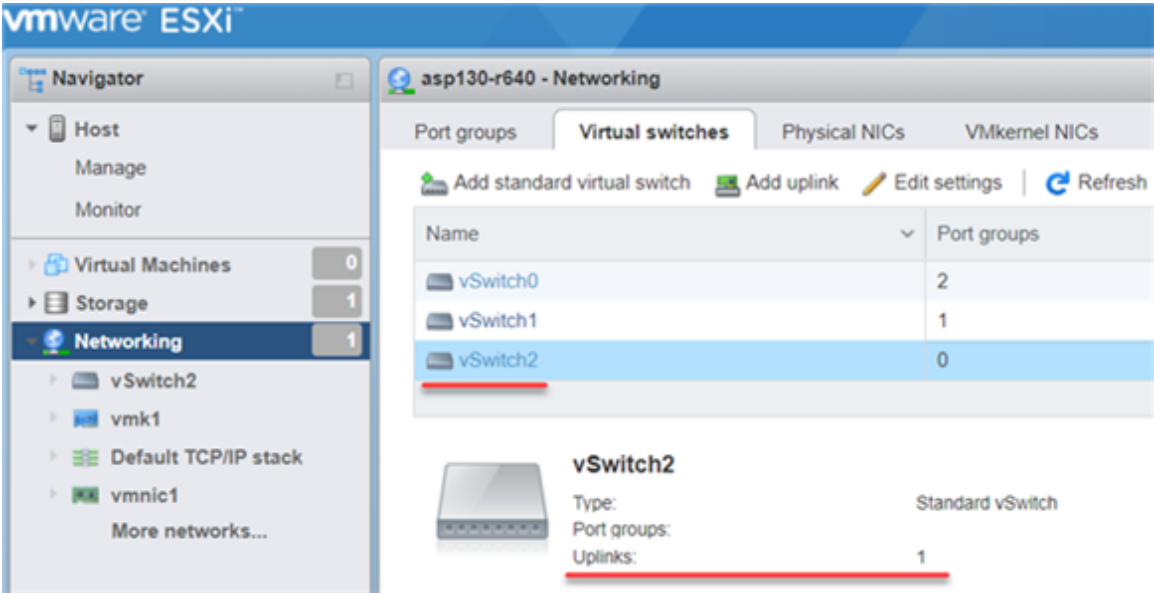 vmware® ESXi™
Navigator
Host
Manage
Monitor
Virtual Machines 0
Storage 1
Networking 1
vSwitch2
vmk1
Default TCP/IP stack
vmnic1
More networks...
asp130-r640 - Networking
Port groups Virtual switches Physical NICs VMkernel NICs
Add standard virtual switch Add uplink Edit settings Refresh
Name Port groups
vSwitch0 2
vSwitch1 1
vSwitch2 0
vSwitch2
Type: Standard vSwitch
Port groups:
Uplinks: 1